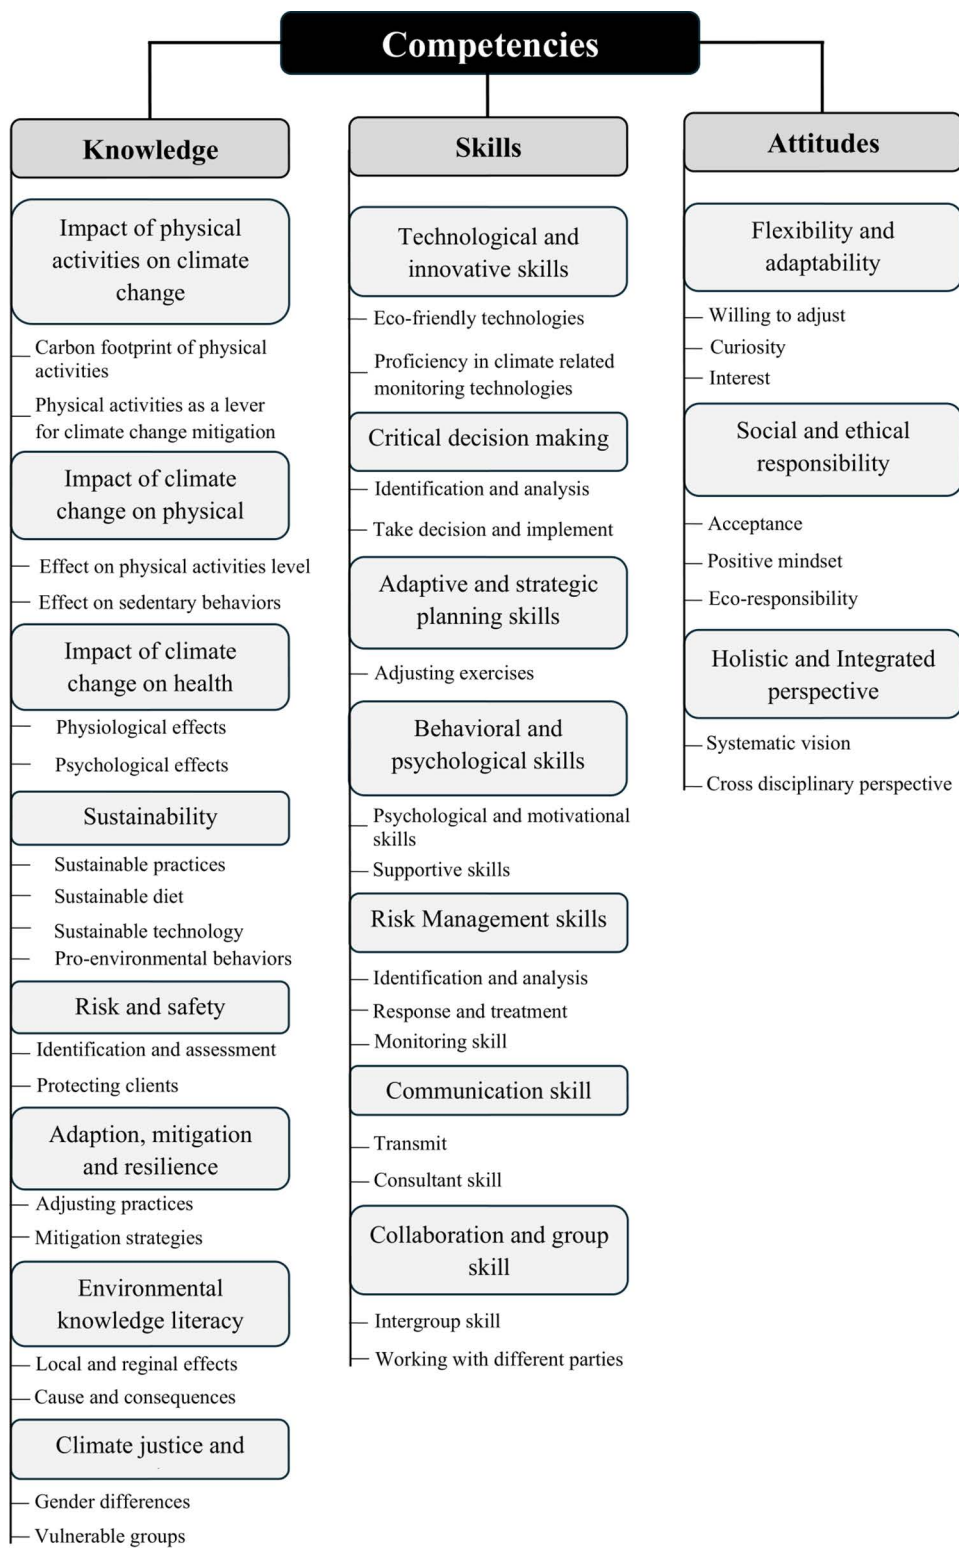 Competencies
Knowledge
Impact of physical
activities on climate
change
Carbon footprint of physical
activities
Physical activities as a lever
for climate change mitigation
Impact of climate
change on physical
Effect on physical activities level
Effect on sedentary behaviors
Impact of climate
change on health
Physiological effects
Psychological effects
Sustainability
Sustainable practices
Sustainable diet
Sustainable technology
Pro-environmental behaviors
Risk and safety
Identification and assessment
Protecting clients
Adaption, mitigation
and resilience
Adjusting practices
Mitigation strategies
Environmental
knowledge literacy
Local and reginal effects
Cause and consequences
Climate justice and
Gender differences
Vulnerable groups
Skills
Technological and
innovative skills
Eco-friendly technologies
Proficiency in climate related
monitoring technologies
Critical decision making
Identification and analysis
Take decision and implement
Adaptive and strategic
planning skills
Adjusting exercises
Behavioral and
psychological skills
Psychological and motivational
skills
Supportive skills
Risk Management skills
Identification and analysis
Response and treatment
Monitoring skill
Communication skill
Transmit
Consultant skill
Collaboration and group
skill
Intergroup skill
Working with different parties
Attitudes
Flexibility and
adaptability
Willing to adjust
Curiosity
Interest
Social and ethical
responsibility
Acceptance
Positive mindset
Eco-responsibility
Holistic and Integrated
perspective
Systematic vision
Cross disciplinary perspective